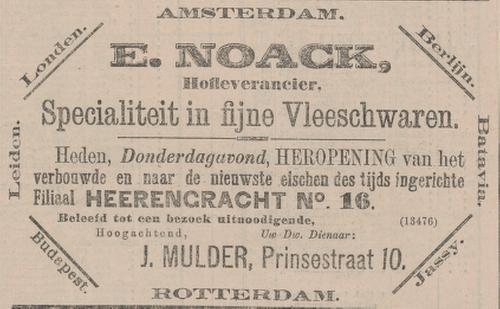 AMSTERDAM.
Londen.
Berlijn.
E. NOACK,
Hofleverancier.
Specialiteit in fijne Vleeschwaren.
Leiden.
Batavia.
Heden, Donderdagavond, HEROPENING van het
verbouwde en naar de nieuwste eischen des tijds ingerichte
Filiaal HEERENGRACHT No. 16.
Beleefd tot een bezoek uitnoodigende, (13476)
Hoogachtend, Uw Dw. Dienaar:
J. MULDER, Prinsestraat 10.
Budapest.
Jassy.
ROTTERDAM.